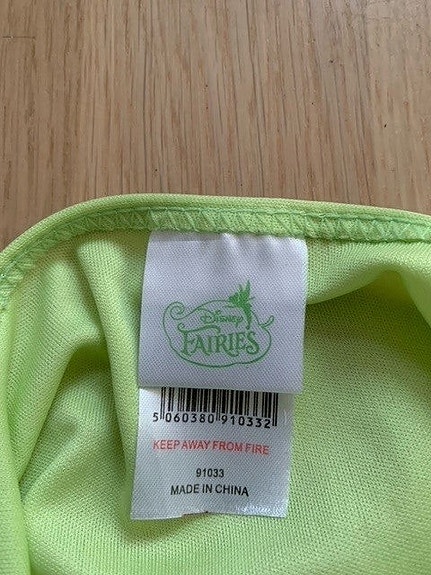 Disney
FAIRIES
5 060380 910332
KEEP AWAY FROM FIRE
91033
MADE IN CHINA